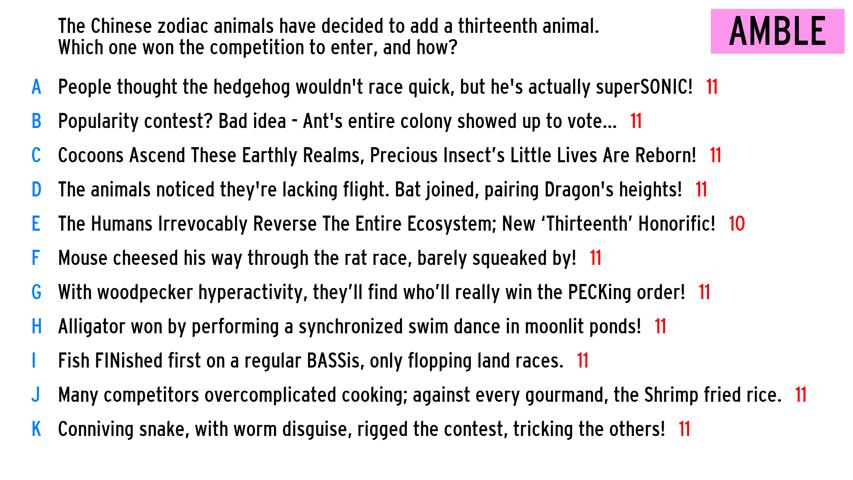 The Chinese zodiac animals have decided to add a thirteenth animal.
Which one won the competition to enter, and how?
AMBLE
A People thought the hedgehog wouldn't race quick, but he's actually superSONIC! 11
B Popularity contest? Bad idea - Ant's entire colony showed up to vote... 11
C Cocoons Ascend These Earthly Realms, Precious Insect’s Little Lives Are Reborn! 11
D The animals noticed they're lacking flight. Bat joined, pairing Dragon's heights! 11
E The Humans Irrevocably Reverse The Entire Ecosystem; New ‘Thirteenth’ Honorific! 10
F Mouse cheesed his way through the rat race, barely squeaked by! 11
G With woodpecker hyperactivity, they’ll find who’ll really win the PECKing order! 11
H Alligator won by performing a synchronized swim dance in moonlit ponds! 11
I Fish FINished first on a regular BASSis, only flopping land races. 11
J Many competitors overcomplicated cooking; against every gourmand, the Shrimp fried rice. 11
K Conniving snake, with worm disguise, rigged the contest, tricking the others! 11